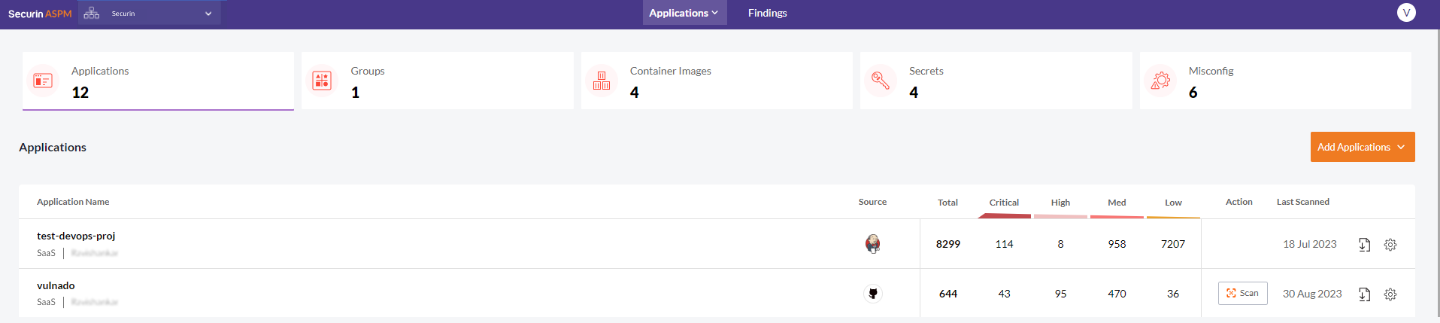 Securin ASPM Securin Applications Findings V
Applications Groups Container Images Secrets Misconfig
12 1 4 4 6
Applications Add Applications
Application Name Source Total Critical High Med Low Action Last Scanned
test-devops-proj
8299 114 8 958 7207 18 Jul 2023
SaaS
vulnado
644 43 95 470 36 Scan 30 Aug 2023
SaaS